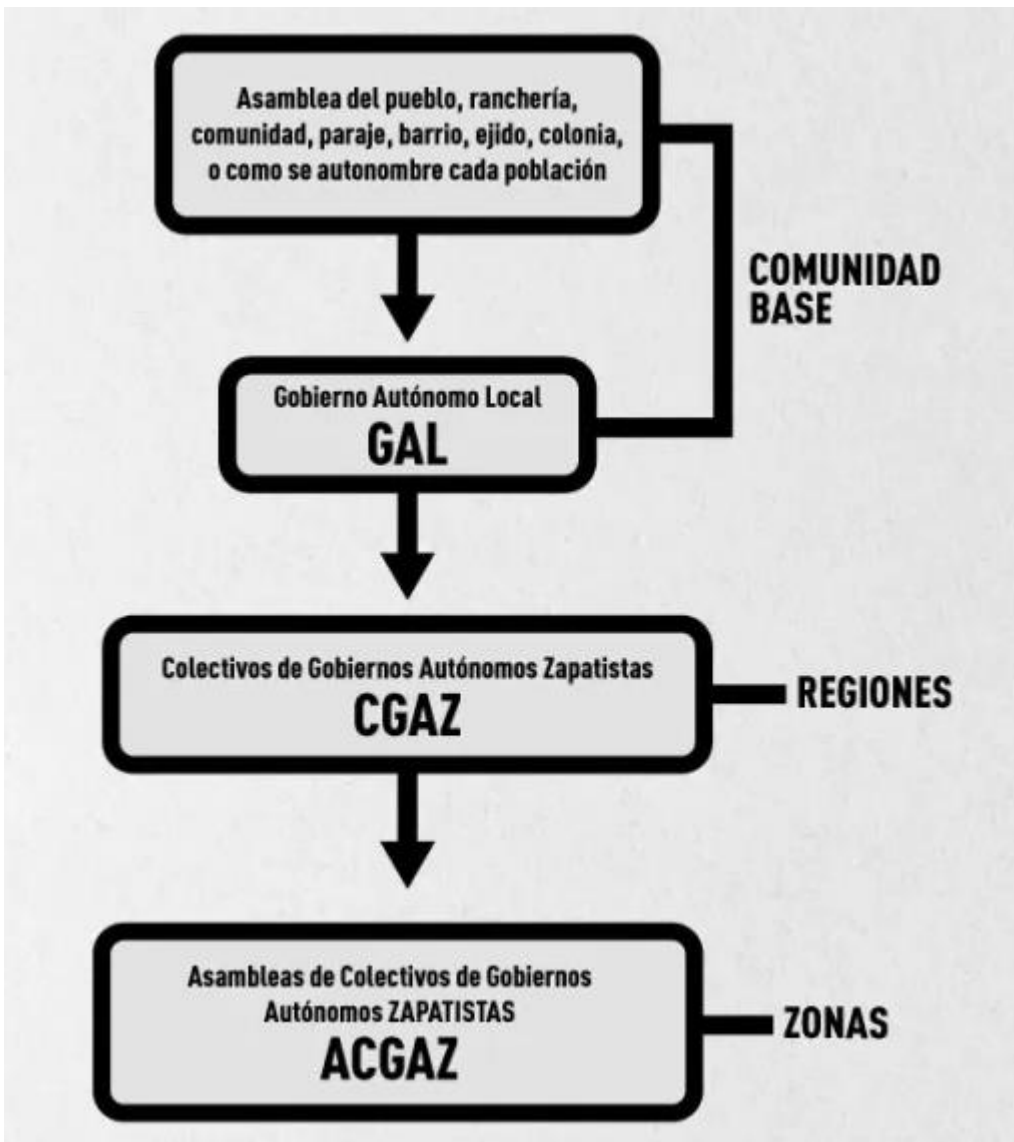 Asamblea del pueblo, ranchería,
comunidad, paraje, barrio, ejido, colonia,
o como se autonombre cada población
COMUNIDAD
BASE
Gobierno Autónomo Local
GAL
Colectivos de Gobiernos Autónomos Zapatistas
CGAZ
REGIONES
Asambleas de Colectivos de Gobiernos
Autónomos ZAPATISTAS
ACGAZ
ZONAS